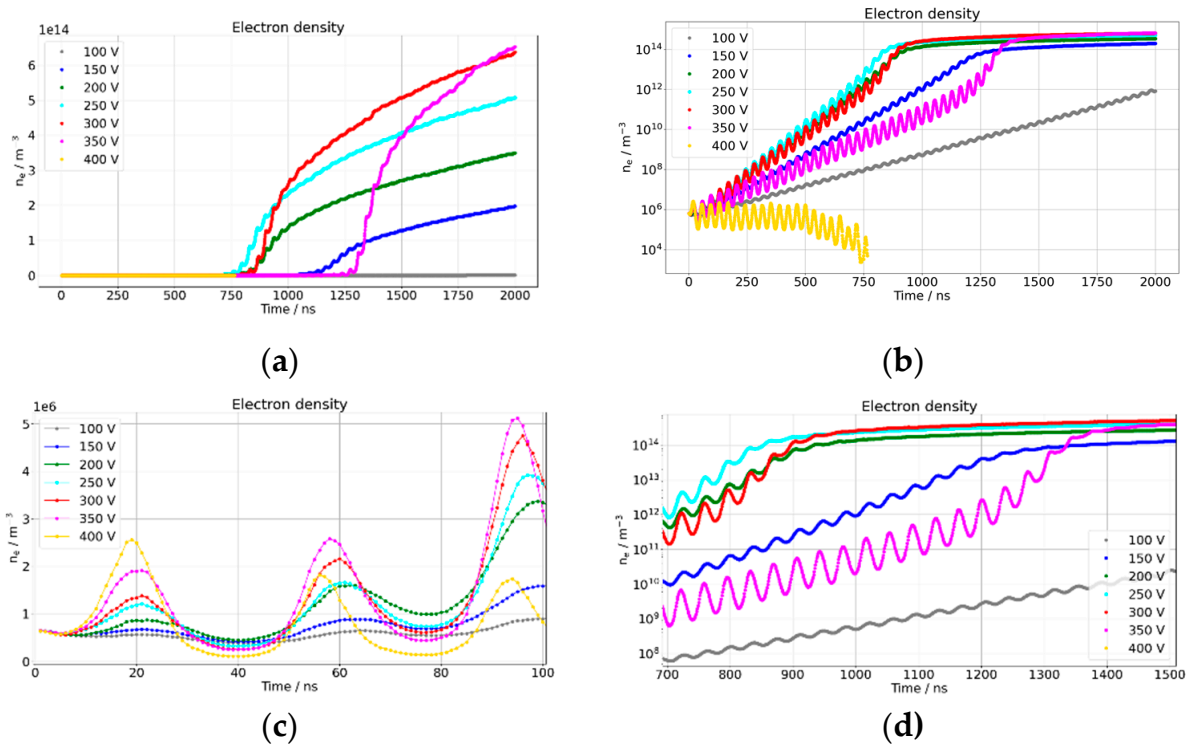 Electron density
1e14
n_e / m^3
6
5
4
3
2
1
0
100 V
150 V
200 V
250 V
300 V
350 V
400 V
0 250 500 750 1000 1250 1500 1750 2000
Time / ns
(a)
Electron density
n_e / m^-3
10^14
10^12
10^10
10^8
10^6
10^4
100 V
150 V
200 V
250 V
300 V
350 V
400 V
0 250 500 750 1000 1250 1500 1750 2000
Time / ns
(b)
Electron density
1e6
n_e / m^3
5
4
3
2
1
0
100 V
150 V
200 V
250 V
300 V
350 V
400 V
20 40 60 80 100
Time / ns
(c)
Electron density
n_e / m^-3
10^14
10^13
10^12
10^11
10^10
10^9
10^8
100 V
150 V
200 V
250 V
300 V
350 V
400 V
700 800 900 1000 1100 1200 1300 1400 1500
Time / ns
(d)